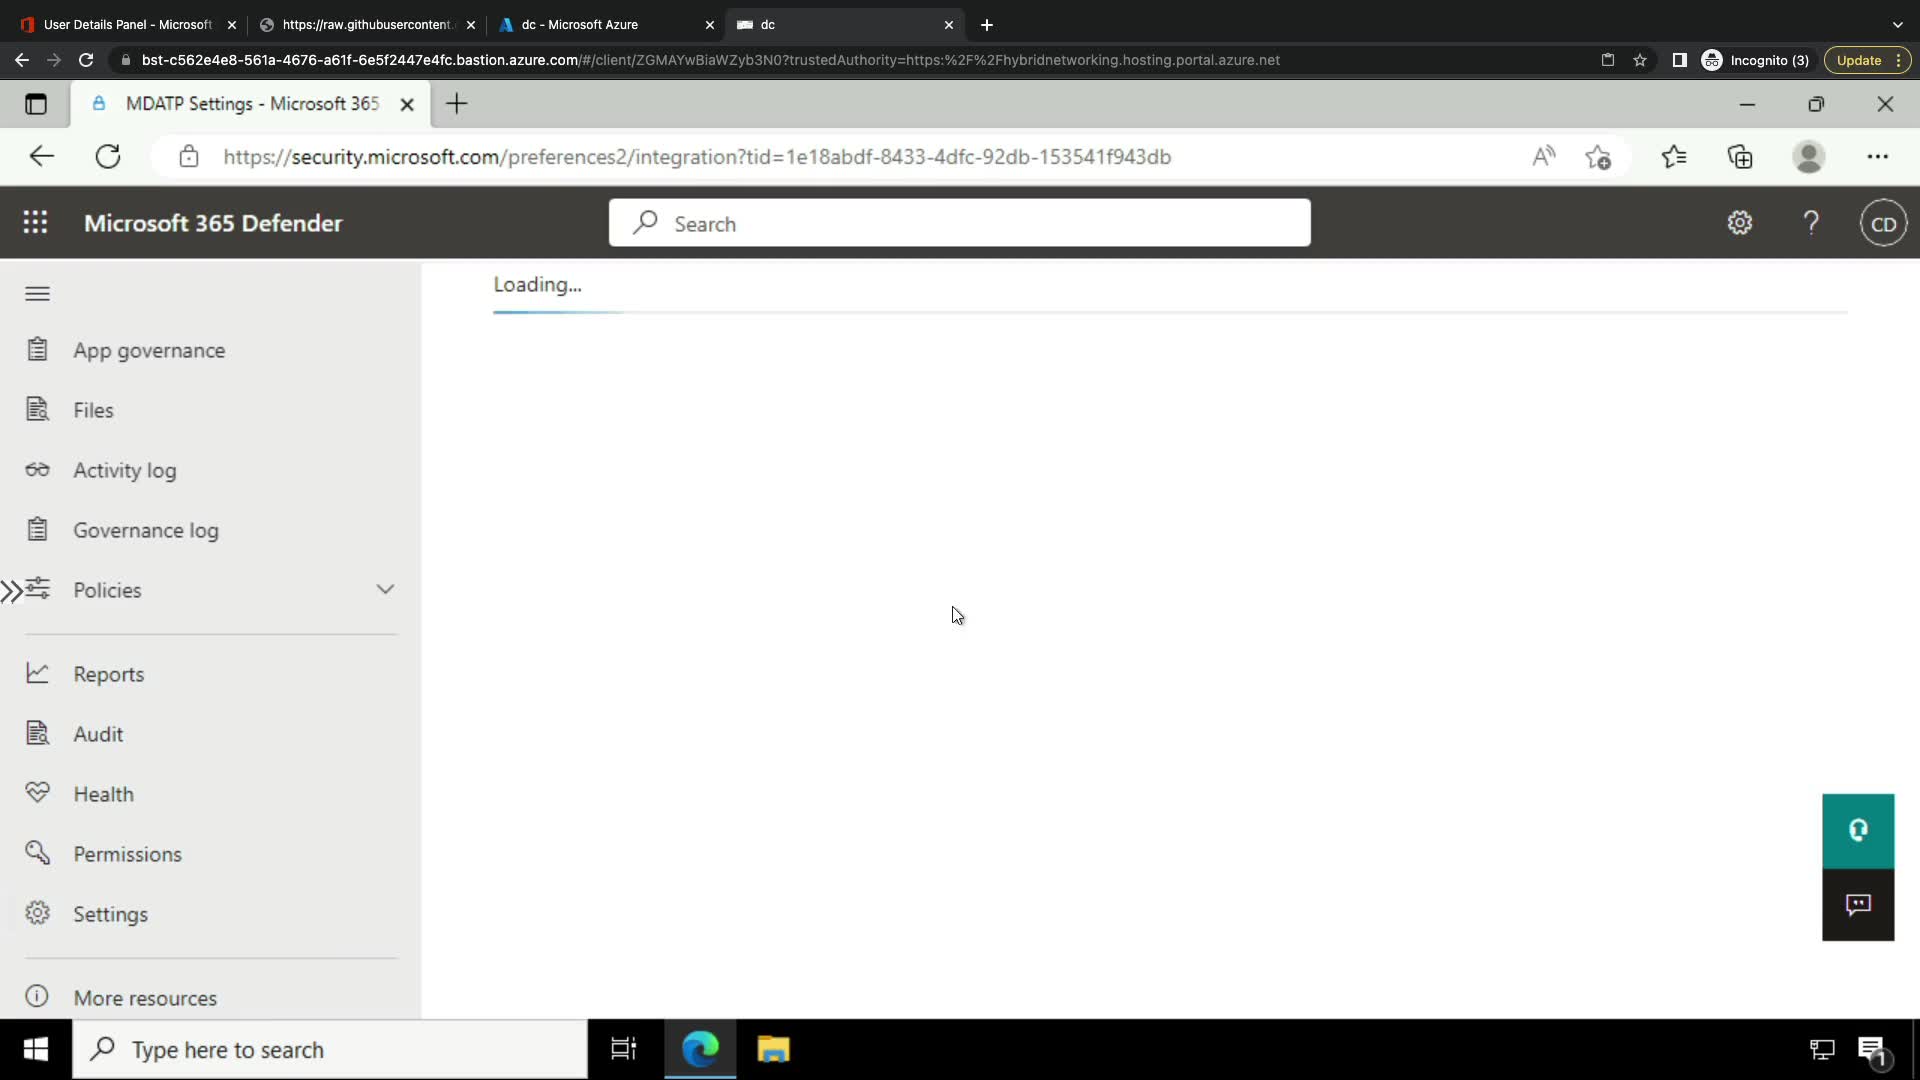 User Details Panel - Microsoft
https://raw.githubusercontent.
dc - Microsoft Azure
dc
bst-c562e4e8-561a-4676-a61f-6e5f2447e4fc.bastion.azure.com/#/client/ZGMAYwBiaWZyb3N0?trustedAuthority=https:%2F%2Fhybridnetworking.hosting.portal.azure.net
Incognito (3)
Update
MDATP Settings - Microsoft 365
https://security.microsoft.com/preferences2/integration?tid=1e18abdf-8433-4dfc-92db-153541f943db
Microsoft 365 Defender
Search
CD
Loading...
App governance
Files
Activity log
Governance log
Policies
Reports
Audit
Health
Permissions
Settings
More resources
Type here to search
1